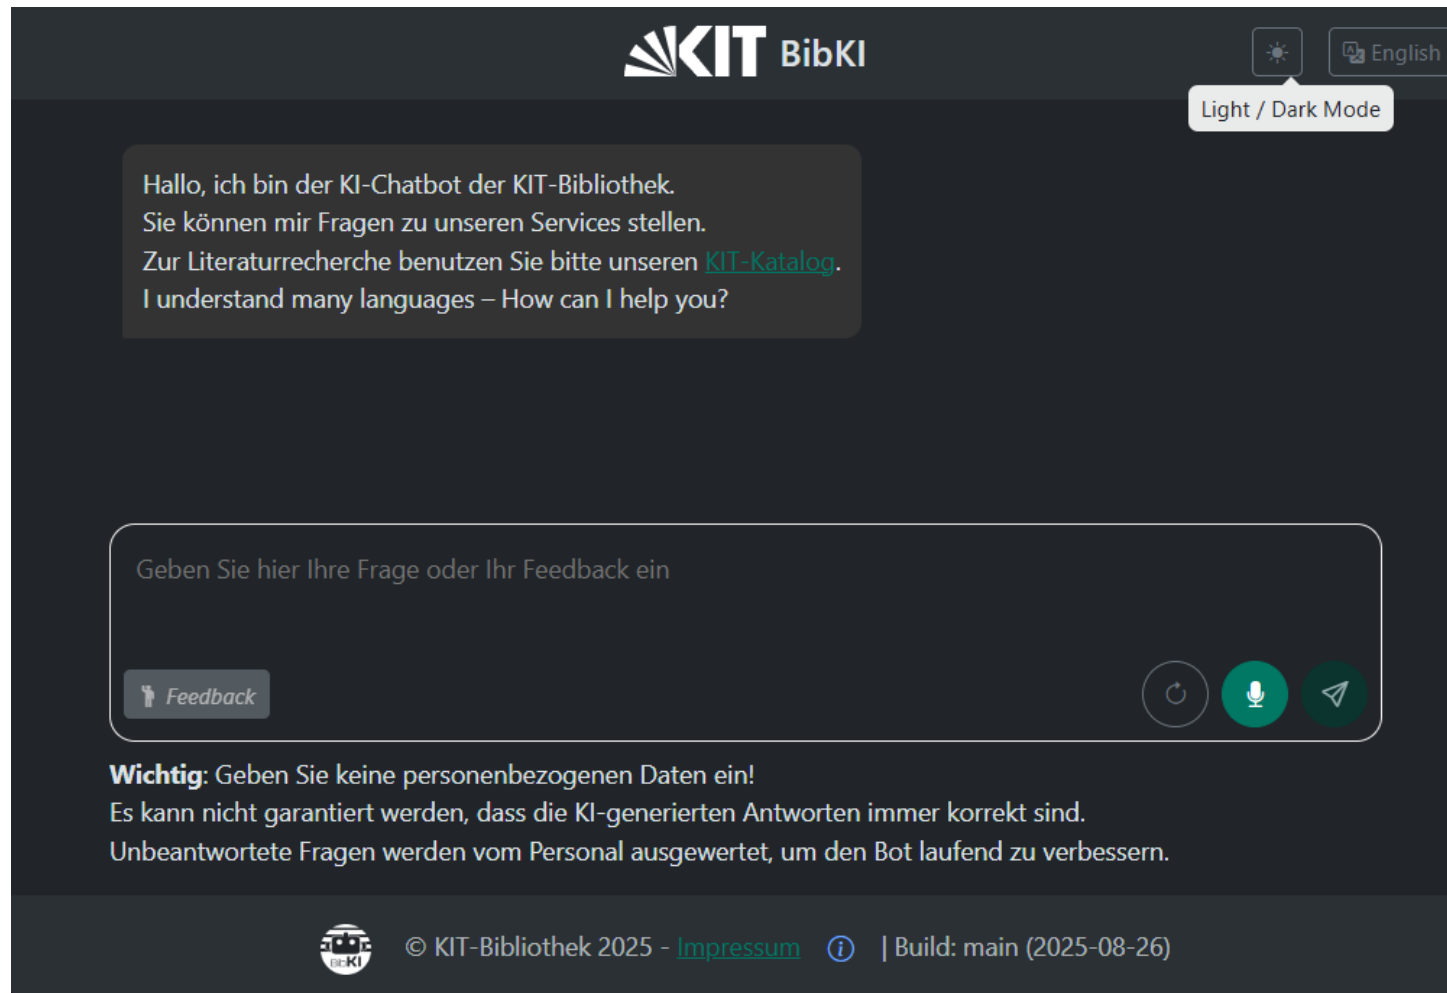 KIT BibKI
English
Light / Dark Mode
Hallo, ich bin der KI-Chatbot der KIT-Bibliothek.
Sie können mir Fragen zu unseren Services stellen.
Zur Literaturrecherche benutzen Sie bitte unseren KIT-Katalog.
I understand many languages – How can I help you?
Geben Sie hier Ihre Frage oder Ihr Feedback ein
Feedback
Wichtig: Geben Sie keine personenbezogenen Daten ein!
Es kann nicht garantiert werden, dass die KI-generierten Antworten immer korrekt sind.
Unbeantwortete Fragen werden vom Personal ausgewertet, um den Bot laufend zu verbessern.
BibKI © KIT-Bibliothek 2025 - Impressum | Build: main (2025-08-26)